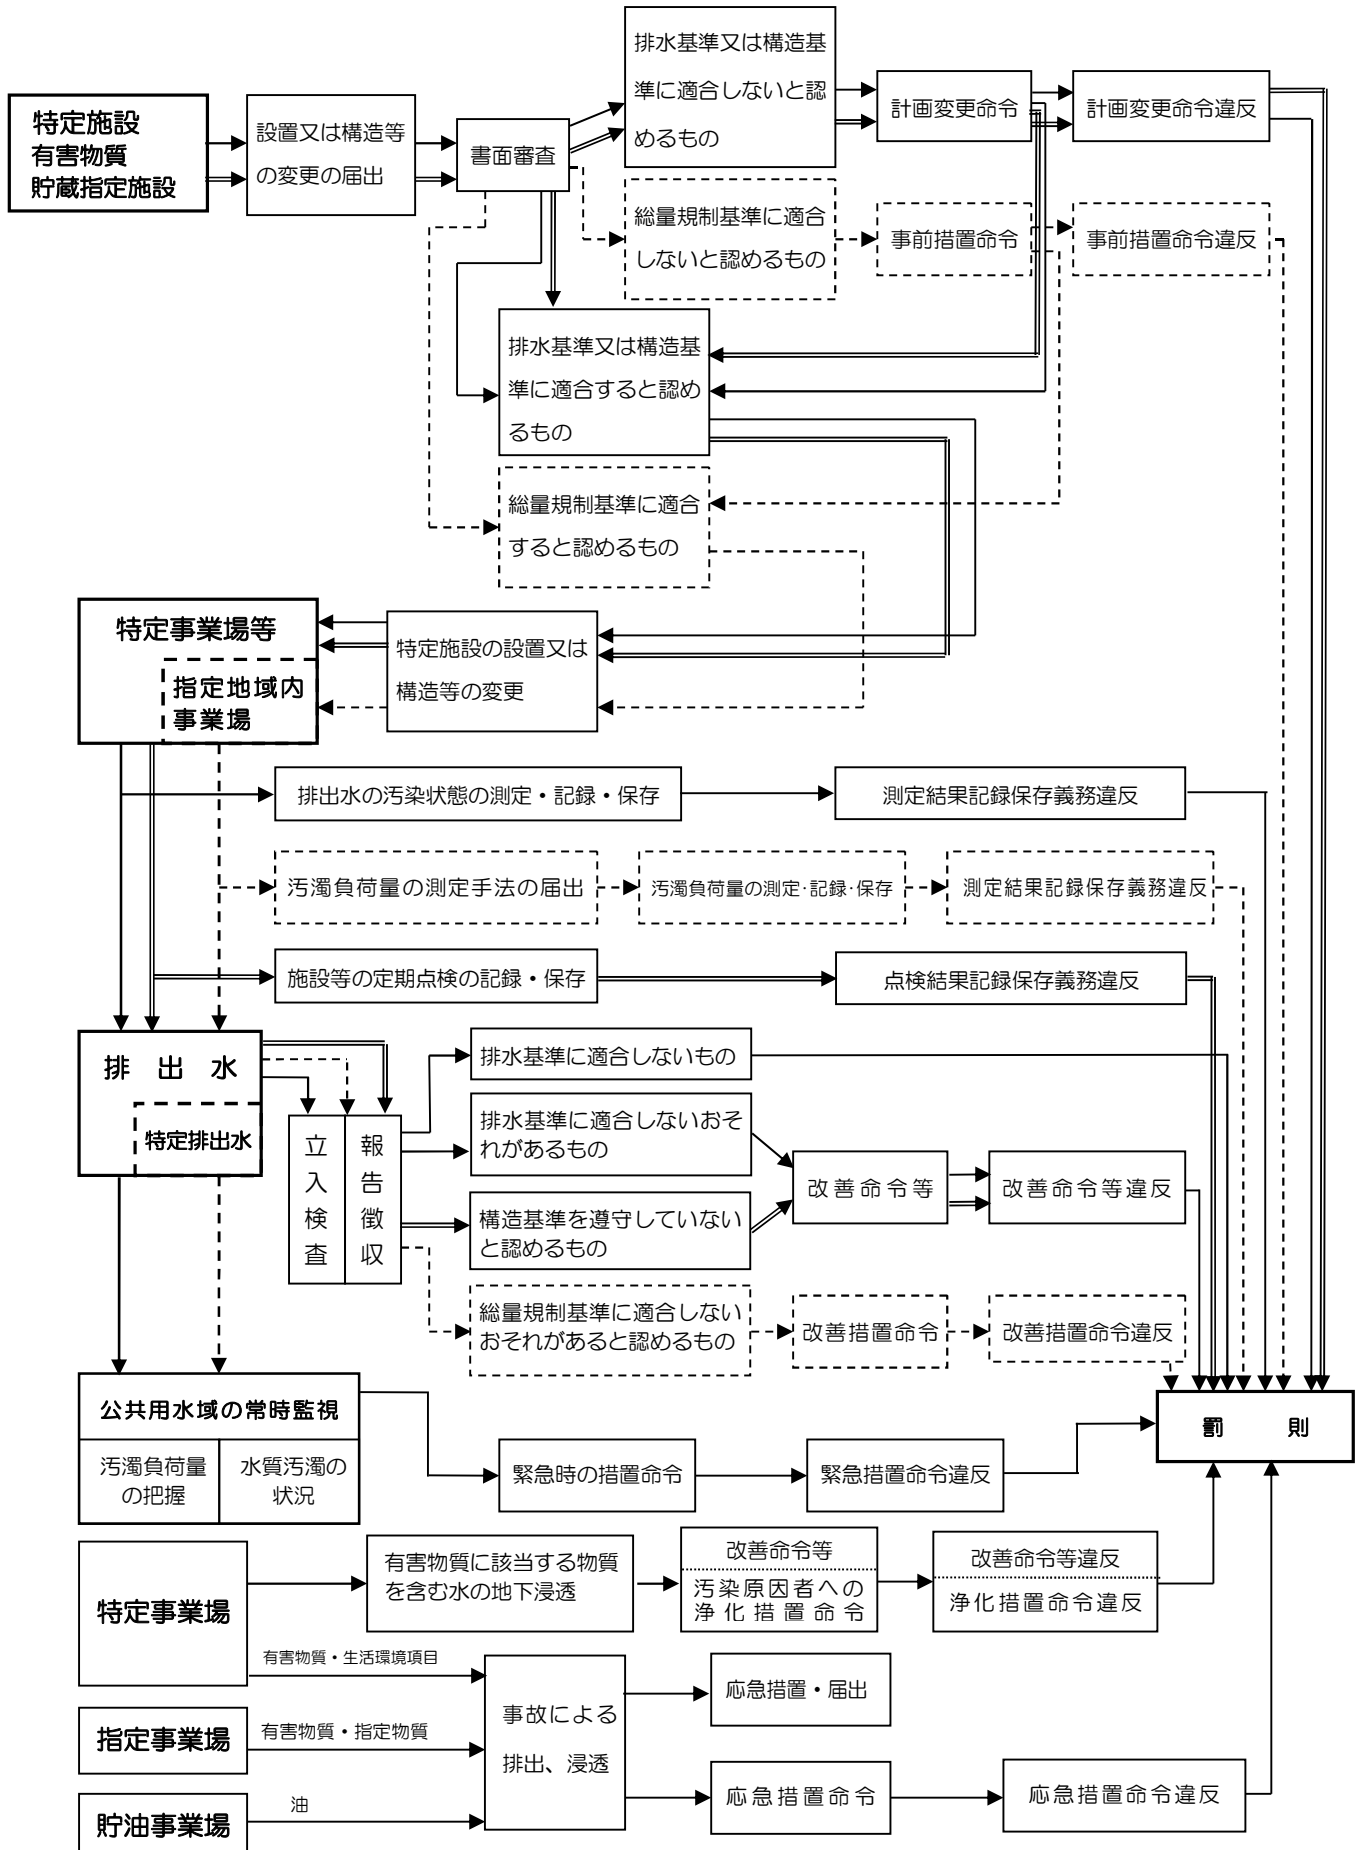 特定施設
有害物質
貯蔵指定施設
設置又は構造等
の変更の届出
書面審査
排水基準又は構造基
準に適合しないと認
めるもの
計画変更命令
計画変更命令違反
総量規制基準に適合
しないと認めるもの
事前措置命令
事前措置命令違反
排水基準又は構造基
準に適合すると認め
るもの
総量規制基準に適合
すると認めるもの
特定事業場等
指定地域内
事業場
特定施設の設置又は
構造等の変更
排出水の汚染状態の測定・記録・保存
測定結果記録保存義務違反
汚濁負荷量の測定手法の届出
汚濁負荷量の測定・記録・保存
測定結果記録保存義務違反
施設等の定期点検の記録・保存
点検結果記録保存義務違反
排 出 水
特定排出水
立入検査
報告徴収
排水基準に適合しないもの
排水基準に適合しないおそ
れがあるもの
構造基準を遵守していない
と認めるもの
改善命令等
改善命令等違反
総量規制基準に適合しない
おそれがあると認めるもの
改善措置命令
改善措置命令違反
公共用水域の常時監視
汚濁負荷量
の把握
水質汚濁の
状況
緊急時の措置命令
緊急措置命令違反
罰 則
特定事業場
有害物質に該当する物質
を含む水の地下浸透
改善命令等
汚染原因者への
浄化措置命令
改善命令等違反
浄化措置命令違反
有害物質・生活環境項目
指定事業場
有害物質・指定物質
貯油事業場
油
事故による
排出、浸透
応急措置・届出
応急措置命令
応急措置命令違反